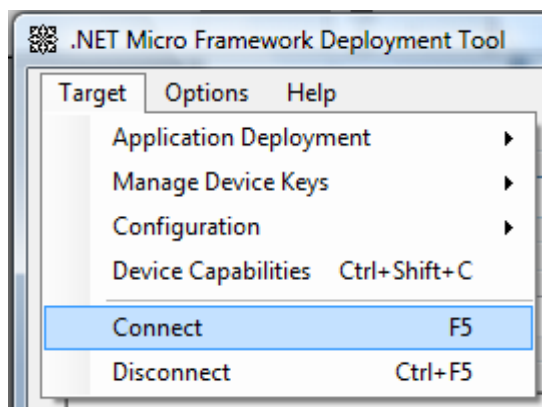 .NET Micro Framework Deployment Tool
Target Options Help
Application Deployment
Manage Device Keys
Configuration
Device Capabilities Ctrl+Shift+C
Connect F5
Disconnect Ctrl+F5